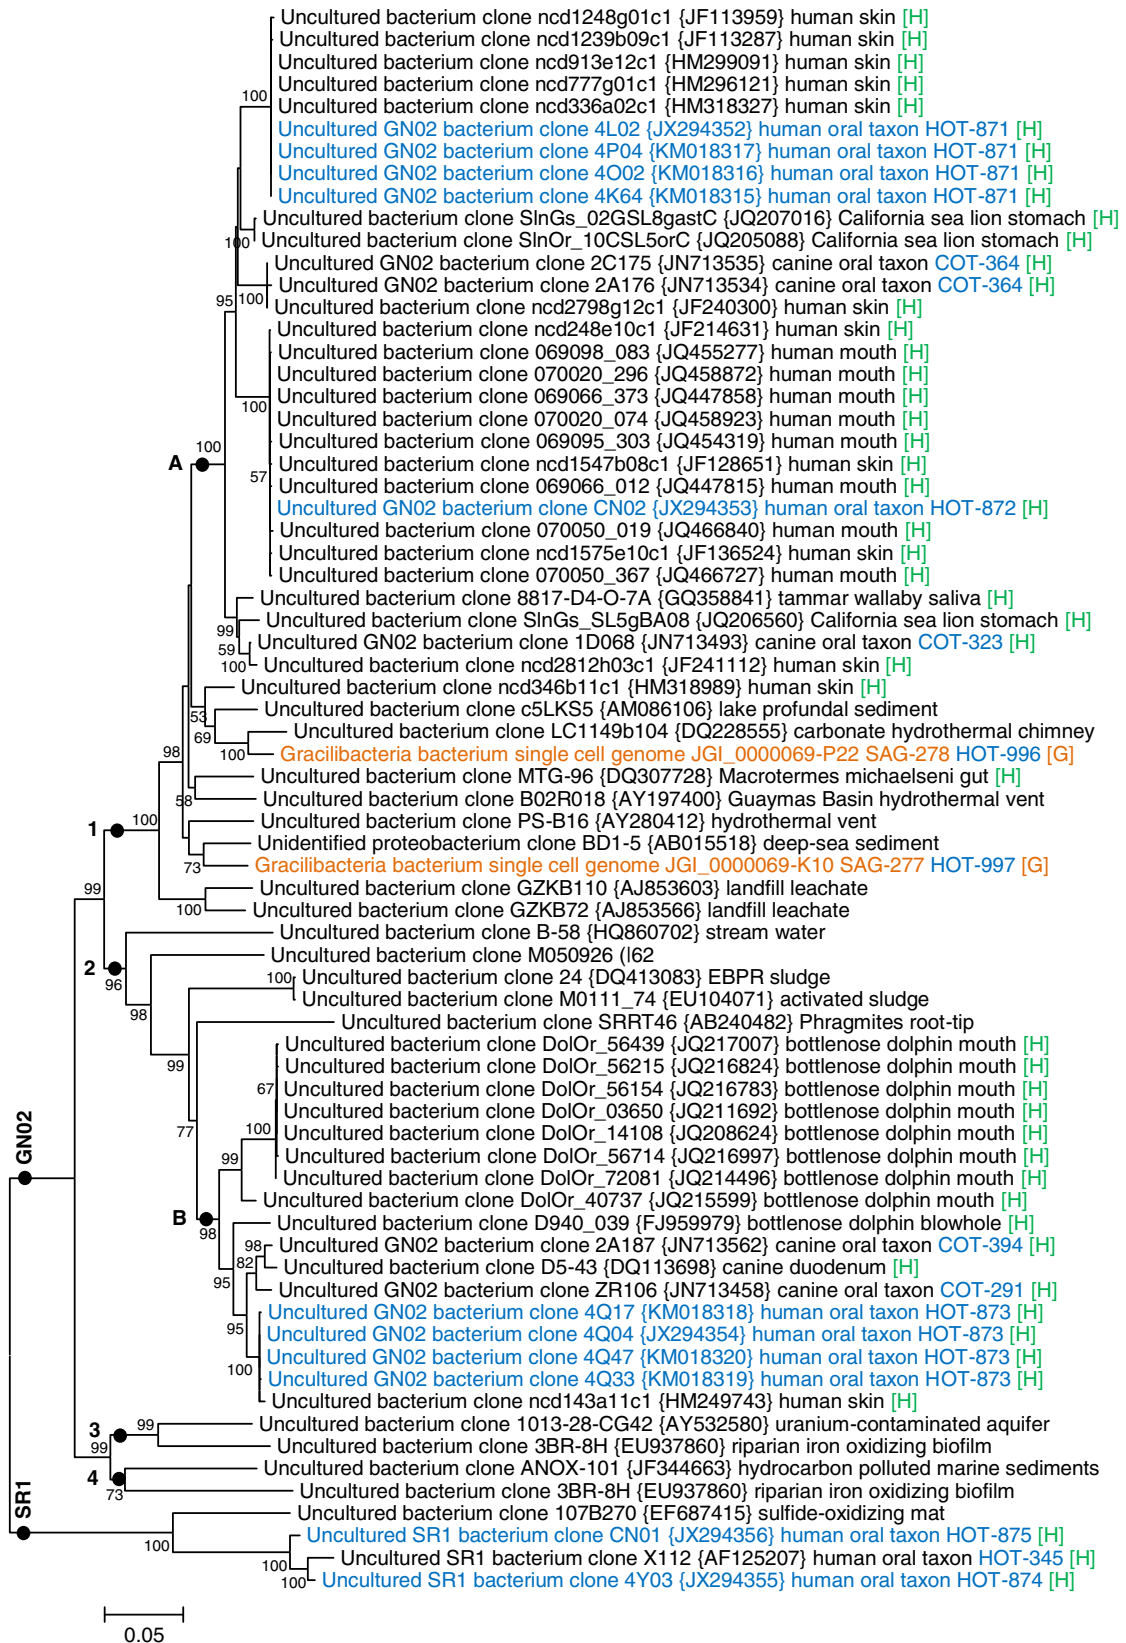 Uncultured bacterium clone ncd1248g01c1 {JF113959} human skin [H]
Uncultured bacterium clone ncd1239b09c1 {JF113287} human skin [H]
Uncultured bacterium clone ncd913e12c1 {HM299091} human skin [H]
Uncultured bacterium clone ncd777g01c1 {HM296121} human skin [H]
100
Uncultured bacterium clone ncd336a02c1 {HM318327} human skin [H]
Uncultured GN02 bacterium clone 4L02 {JX294352} human oral taxon HOT-871 [H]
Uncultured GN02 bacterium clone 4P04 {KM018317} human oral taxon HOT-871 [H]
Uncultured GN02 bacterium clone 4O02 {KM018316} human oral taxon HOT-871 [H]
Uncultured GN02 bacterium clone 4K64 {KM018315} human oral taxon HOT-871 [H]
Uncultured bacterium clone SlnGs_02GSL8gastC {JQ207016} California sea lion stomach [H]
100
Uncultured bacterium clone SlnOr_10CSL5orC {JQ205088} California sea lion stomach [H]
Uncultured GN02 bacterium clone 2C175 {JN713535} canine oral taxon COT-364 [H]
Uncultured GN02 bacterium clone 2A176 {JN713534} canine oral taxon COT-364 [H]
95
100
Uncultured bacterium clone ncd2798g12c1 {JF240300} human skin [H]
Uncultured bacterium clone ncd248e10c1 {JF214631} human skin [H]
Uncultured bacterium clone 069098_083 {JQ455277} human mouth [H]
Uncultured bacterium clone 070020_296 {JQ458872} human mouth [H]
Uncultured bacterium clone 069066_373 {JQ447858} human mouth [H]
100
Uncultured bacterium clone 070020_074 {JQ458923} human mouth [H]
Uncultured bacterium clone 069095_303 {JQ454319} human mouth [H]
100
A
Uncultured bacterium clone ncd1547b08c1 {JF128651} human skin [H]
57
Uncultured bacterium clone 069066_012 {JQ447815} human mouth [H]
Uncultured GN02 bacterium clone CN02 {JX294353} human oral taxon HOT-872 [H]
Uncultured bacterium clone 070050_019 {JQ466840} human mouth [H]
Uncultured bacterium clone ncd1575e10c1 {JF136524} human skin [H]
Uncultured bacterium clone 070050_367 {JQ466727} human mouth [H]
Uncultured bacterium clone 8817-D4-O-7A {GQ358841} tammar wallaby saliva [H]
Uncultured bacterium clone SlnGs_SL5gBA08 {JQ206560} California sea lion stomach [H]
99
Uncultured GN02 bacterium clone 1D068 {JN713493} canine oral taxon COT-323 [H]
59
100
Uncultured bacterium clone ncd2812h03c1 {JF241112} human skin [H]
Uncultured bacterium clone ncd346b11c1 {HM318989} human skin [H]
Uncultured bacterium clone c5LKS5 {AM086106} lake profundal sediment
53
Uncultured bacterium clone LC1149b104 {DQ228555} carbonate hydrothermal chimney
69
98
100
Gracilibacteria bacterium single cell genome JGI_0000069-P22 SAG-278 HOT-996 [G]
Uncultured bacterium clone MTG-96 {DQ307728} Macrotermes michaelseni gut [H]
58
Uncultured bacterium clone B02R018 {AY197400} Guaymas Basin hydrothermal vent
100
Uncultured bacterium clone PS-B16 {AY280412} hydrothermal vent
1
Unidentified proteobacterium clone BD1-5 {AB015518} deep-sea sediment
73
Gracilibacteria bacterium single cell genome JGI_0000069-K10 SAG-277 HOT-997 [G]
99
Uncultured bacterium clone GZKB110 {AJ853603} landfill leachate
100
Uncultured bacterium clone GZKB72 {AJ853566} landfill leachate
Uncultured bacterium clone B-58 {HQ860702} stream water
Uncultured bacterium clone M050926 (|62
2
96
100
Uncultured bacterium clone 24 {DQ413083} EBPR sludge
Uncultured bacterium clone M0111_74 {EU104071} activated sludge
98
Uncultured bacterium clone SRRT46 {AB240482} Phragmites root-tip
Uncultured bacterium clone DolOr_56439 {JQ217007} bottlenose dolphin mouth [H]
99
Uncultured bacterium clone DolOr_56215 {JQ216824} bottlenose dolphin mouth [H]
67
Uncultured bacterium clone DolOr_56154 {JQ216783} bottlenose dolphin mouth [H]
Uncultured bacterium clone DolOr_03650 {JQ211692} bottlenose dolphin mouth [H]
77
100
Uncultured bacterium clone DolOr_14108 {JQ208624} bottlenose dolphin mouth [H]
GN02
99
Uncultured bacterium clone DolOr_56714 {JQ216997} bottlenose dolphin mouth [H]
Uncultured bacterium clone DolOr_72081 {JQ214496} bottlenose dolphin mouth [H]
Uncultured bacterium clone DolOr_40737 {JQ215599} bottlenose dolphin mouth [H]
B
98
Uncultured bacterium clone D940_039 {FJ959979} bottlenose dolphin blowhole [H]
98
Uncultured GN02 bacterium clone 2A187 {JN713562} canine oral taxon COT-394 [H]
82
Uncultured bacterium clone D5-43 {DQ113698} canine duodenum [H]
95
Uncultured GN02 bacterium clone ZR106 {JN713458} canine oral taxon COT-291 [H]
Uncultured GN02 bacterium clone 4Q17 {KM018318} human oral taxon HOT-873 [H]
95
Uncultured GN02 bacterium clone 4Q04 {JX294354} human oral taxon HOT-873 [H]
Uncultured GN02 bacterium clone 4Q47 {KM018320} human oral taxon HOT-873 [H]
100
Uncultured GN02 bacterium clone 4Q33 {KM018319} human oral taxon HOT-873 [H]
Uncultured bacterium clone ncd143a11c1 {HM249743} human skin [H]
99
Uncultured bacterium clone 1013-28-CG42 {AY532580} uranium-contaminated aquifer
3
99
Uncultured bacterium clone 3BR-8H {EU937860} riparian iron oxidizing biofilm
Uncultured bacterium clone ANOX-101 {JF344663} hydrocarbon polluted marine sediments
4
73
Uncultured bacterium clone 3BR-8H {EU937860} riparian iron oxidizing biofilm
SR1
Uncultured bacterium clone 107B270 {EF687415} sulfide-oxidizing mat
100
Uncultured SR1 bacterium clone CN01 {JX294356} human oral taxon HOT-875 [H]
100
Uncultured SR1 bacterium clone X112 {AF125207} human oral taxon HOT-345 [H]
100
Uncultured SR1 bacterium clone 4Y03 {JX294355} human oral taxon HOT-874 [H]
0.05